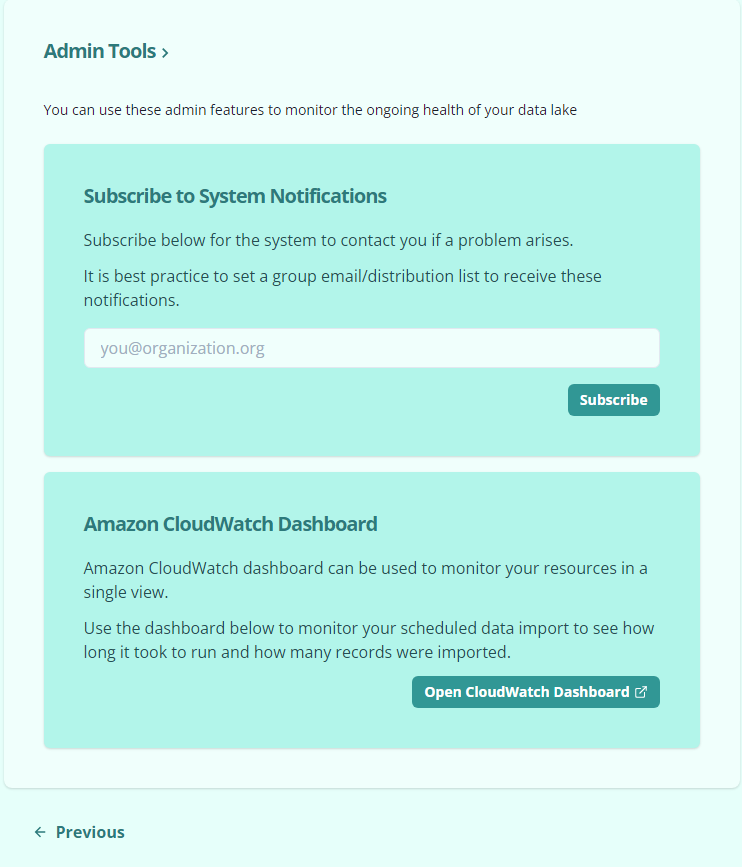 Admin Tools
You can use these admin features to monitor the ongoing health of your data lake
Subscribe to System Notifications
Subscribe below for the system to contact you if a problem arises.
It is best practice to set a group email/distribution list to receive these
notifications.
you@organization.org
Subscribe
Amazon CloudWatch Dashboard
Amazon CloudWatch dashboard can be used to monitor your resources in a
single view.
Use the dashboard below to monitor your scheduled data import to see how
long it took to run and how many records were imported.
Open CloudWatch Dashboard
Previous